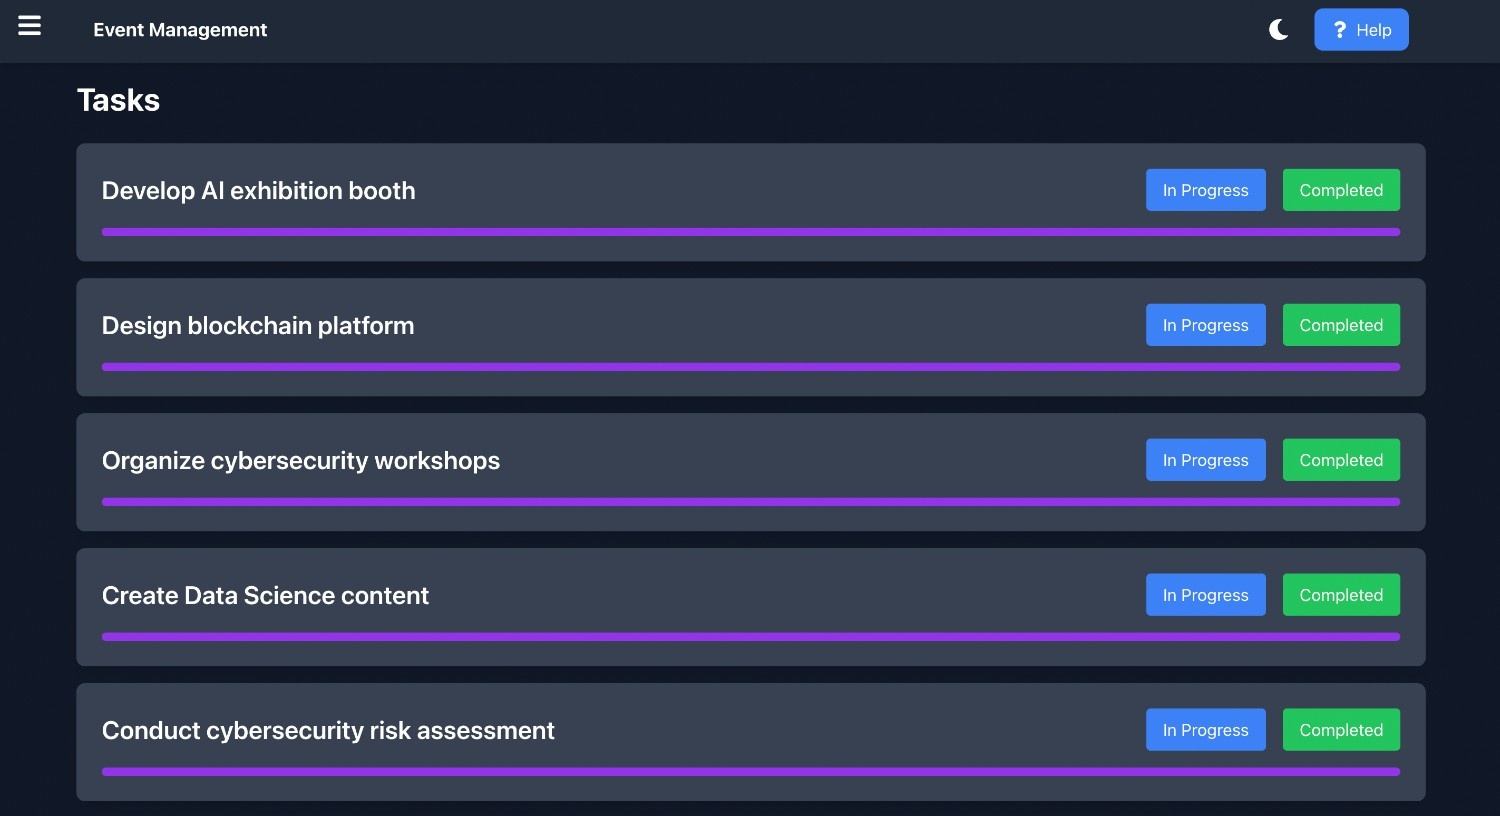 Event Management
? Help
Tasks
Develop AI exhibition booth
In Progress
Completed
Design blockchain platform
In Progress
Completed
Organize cybersecurity workshops
In Progress
Completed
Create Data Science content
In Progress
Completed
Conduct cybersecurity risk assessment
In Progress
Completed